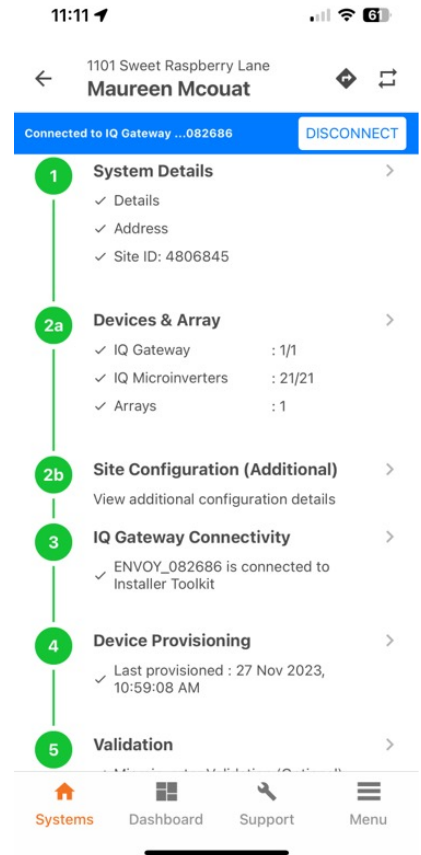 11:11
61
1101 Sweet Raspberry Lane
Maureen Mcouat
Connected to IQ Gateway ...082686
DISCONNECT
1
System Details
Details
Address
Site ID: 4806845
2a
Devices & Array
IQ Gateway : 1/1
IQ Microinverters : 21/21
Arrays : 1
2b
Site Configuration (Additional)
View additional configuration details
3
IQ Gateway Connectivity
ENVOY_082686 is connected to
Installer Toolkit
4
Device Provisioning
Last provisioned : 27 Nov 2023,
10:59:08 AM
5
Validation
Systems
Dashboard
Support
Menu